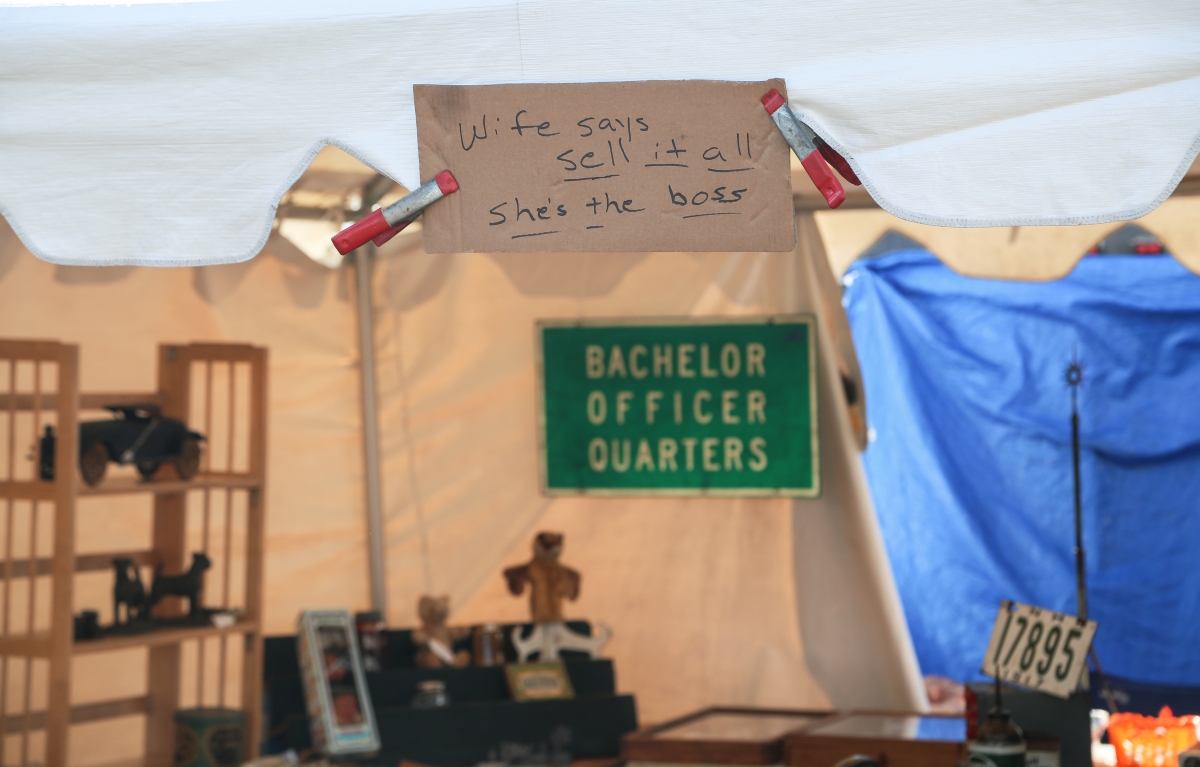 Wife says
sell it all
she's the boss
BACHELOR
OFFICER
QUARTERS
17895